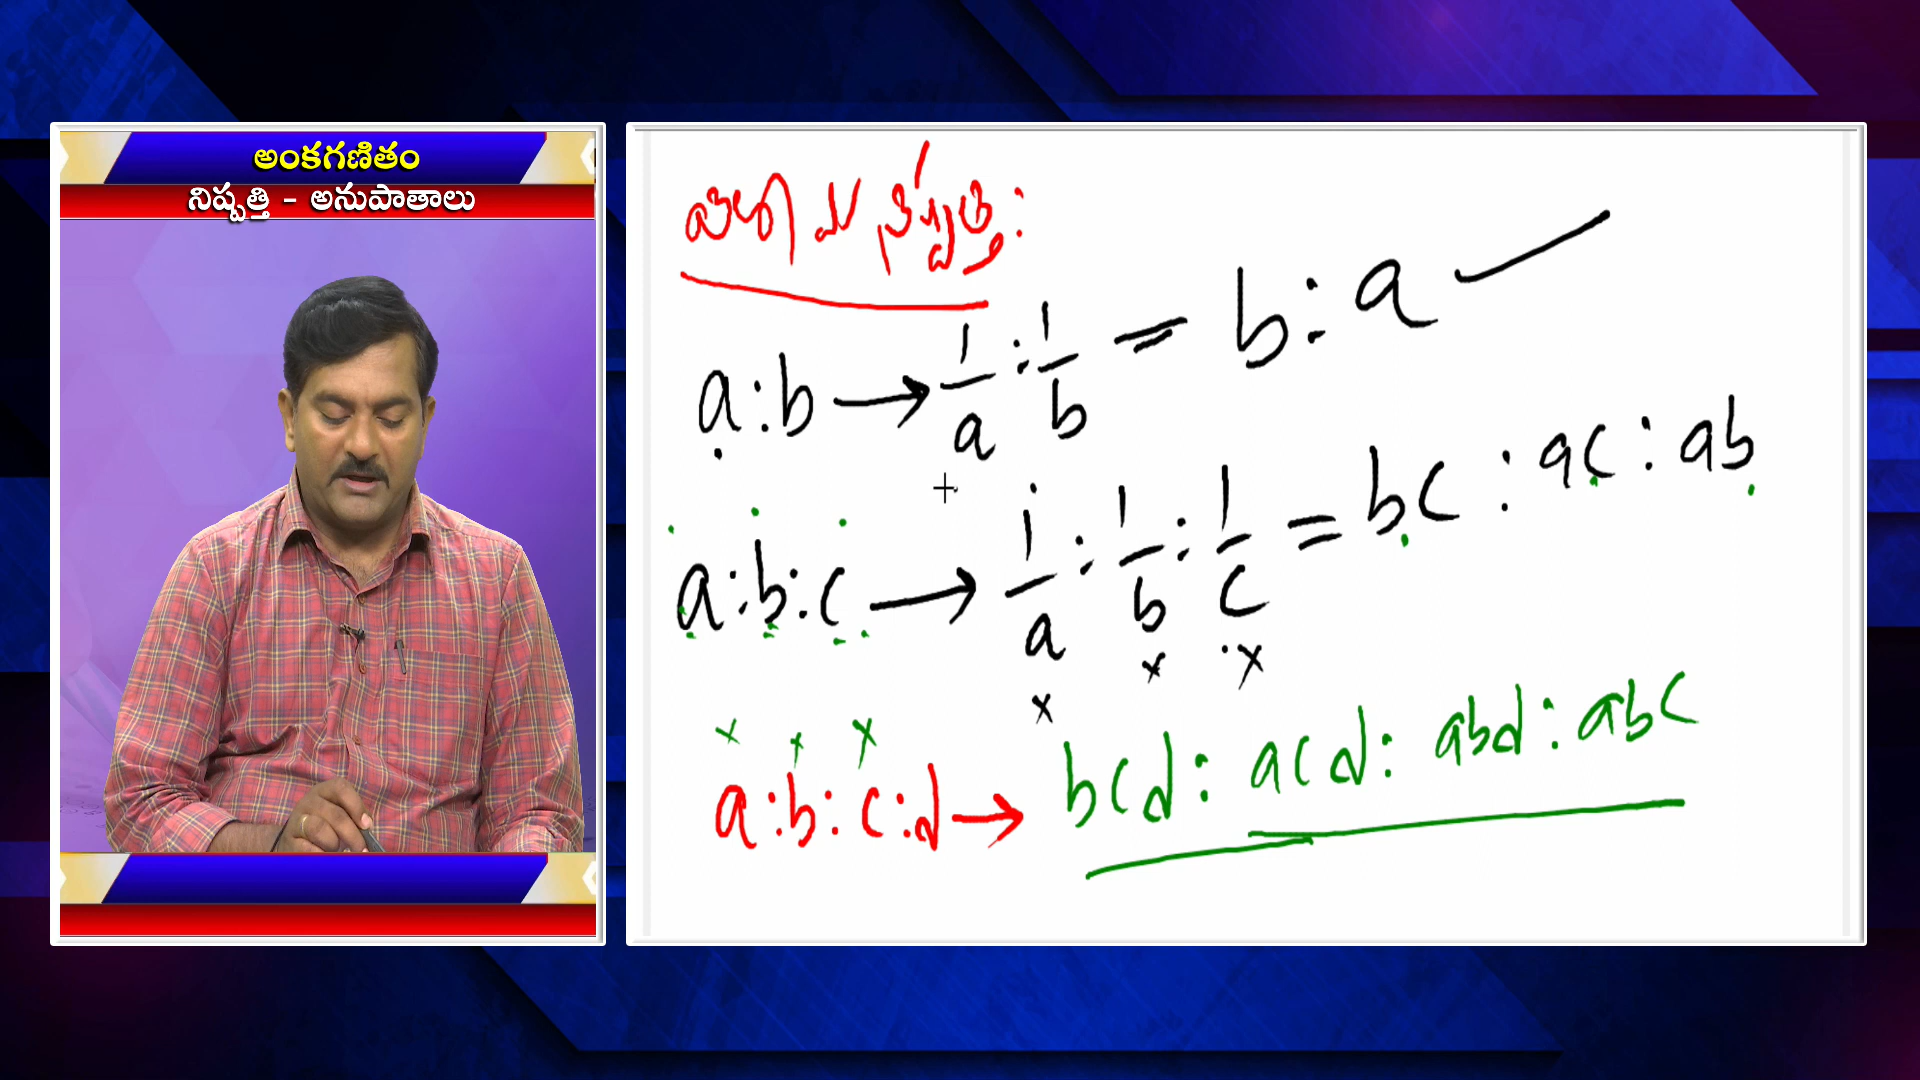 అంకగణితం
నిష్పత్తి - అనుపాతాలు
విలోమ నిష్పత్తి:
a:b → 1/a : 1/b = b:a
a:b:c → 1/a : 1/b : 1/c = bc : ac : ab
a:b:c:d → bcd : acd : abd : abc